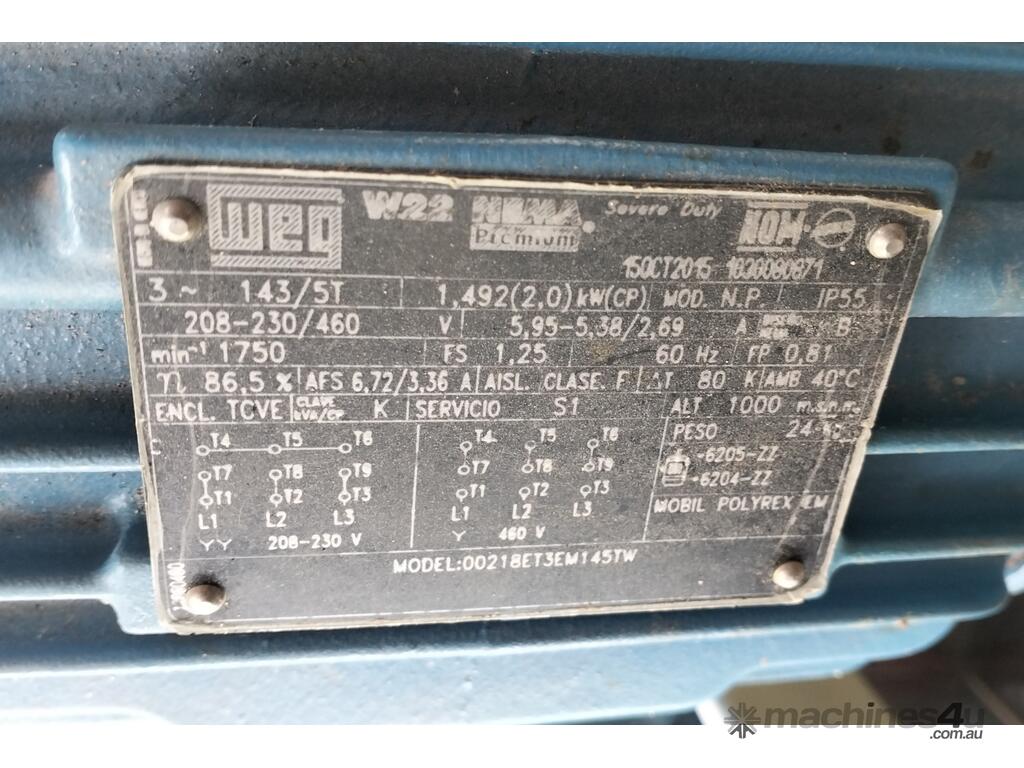 WEG W22 NEMA Premium Severe Duty NOM
15OCT2015 1030080871
3 ~ 143/5T 1,492(2,0)kW(CP) MOD. N.P IP55
208-230/460 V 5,95-5,38/2,69 A B
min-1 1750 FS 1,25 60 Hz FP 0,81
η 86,5 % AFS 6,72/3,36 A AISL. CLASE. F ΔT 80 K AMB 40°C
ENCL. TCVE CLAVE kVA/CP K SERVICIO S1 ALT 1000 m.s.n.m.
PESO 24
T4 T5 T6
T7 T8 T9
T1 T2 T3
L1 L2 L3
YY 208-230 V
T4 T5 T6
T7 T8 T9
T1 T2 T3
L1 L2 L3
Y 460 V
-6205-ZZ
-6204-ZZ
MOBIL POLYREX EM
MODEL:00218ET3EM145TW
machines4u
.com.au